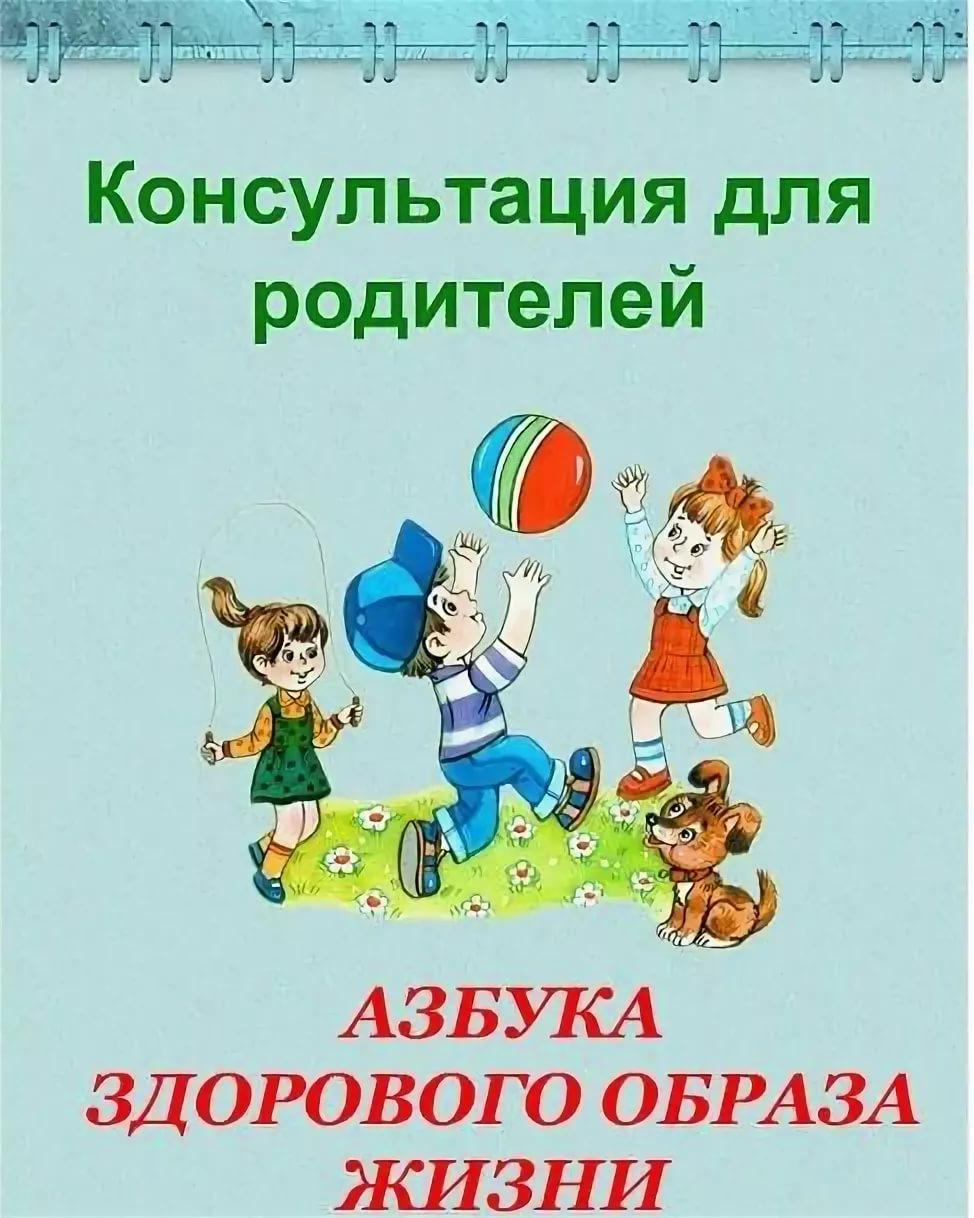 Консультация для
родителей
АЗБУКА
ЗДОРОВОГО ОБРАЗА
ЖИЗНИ